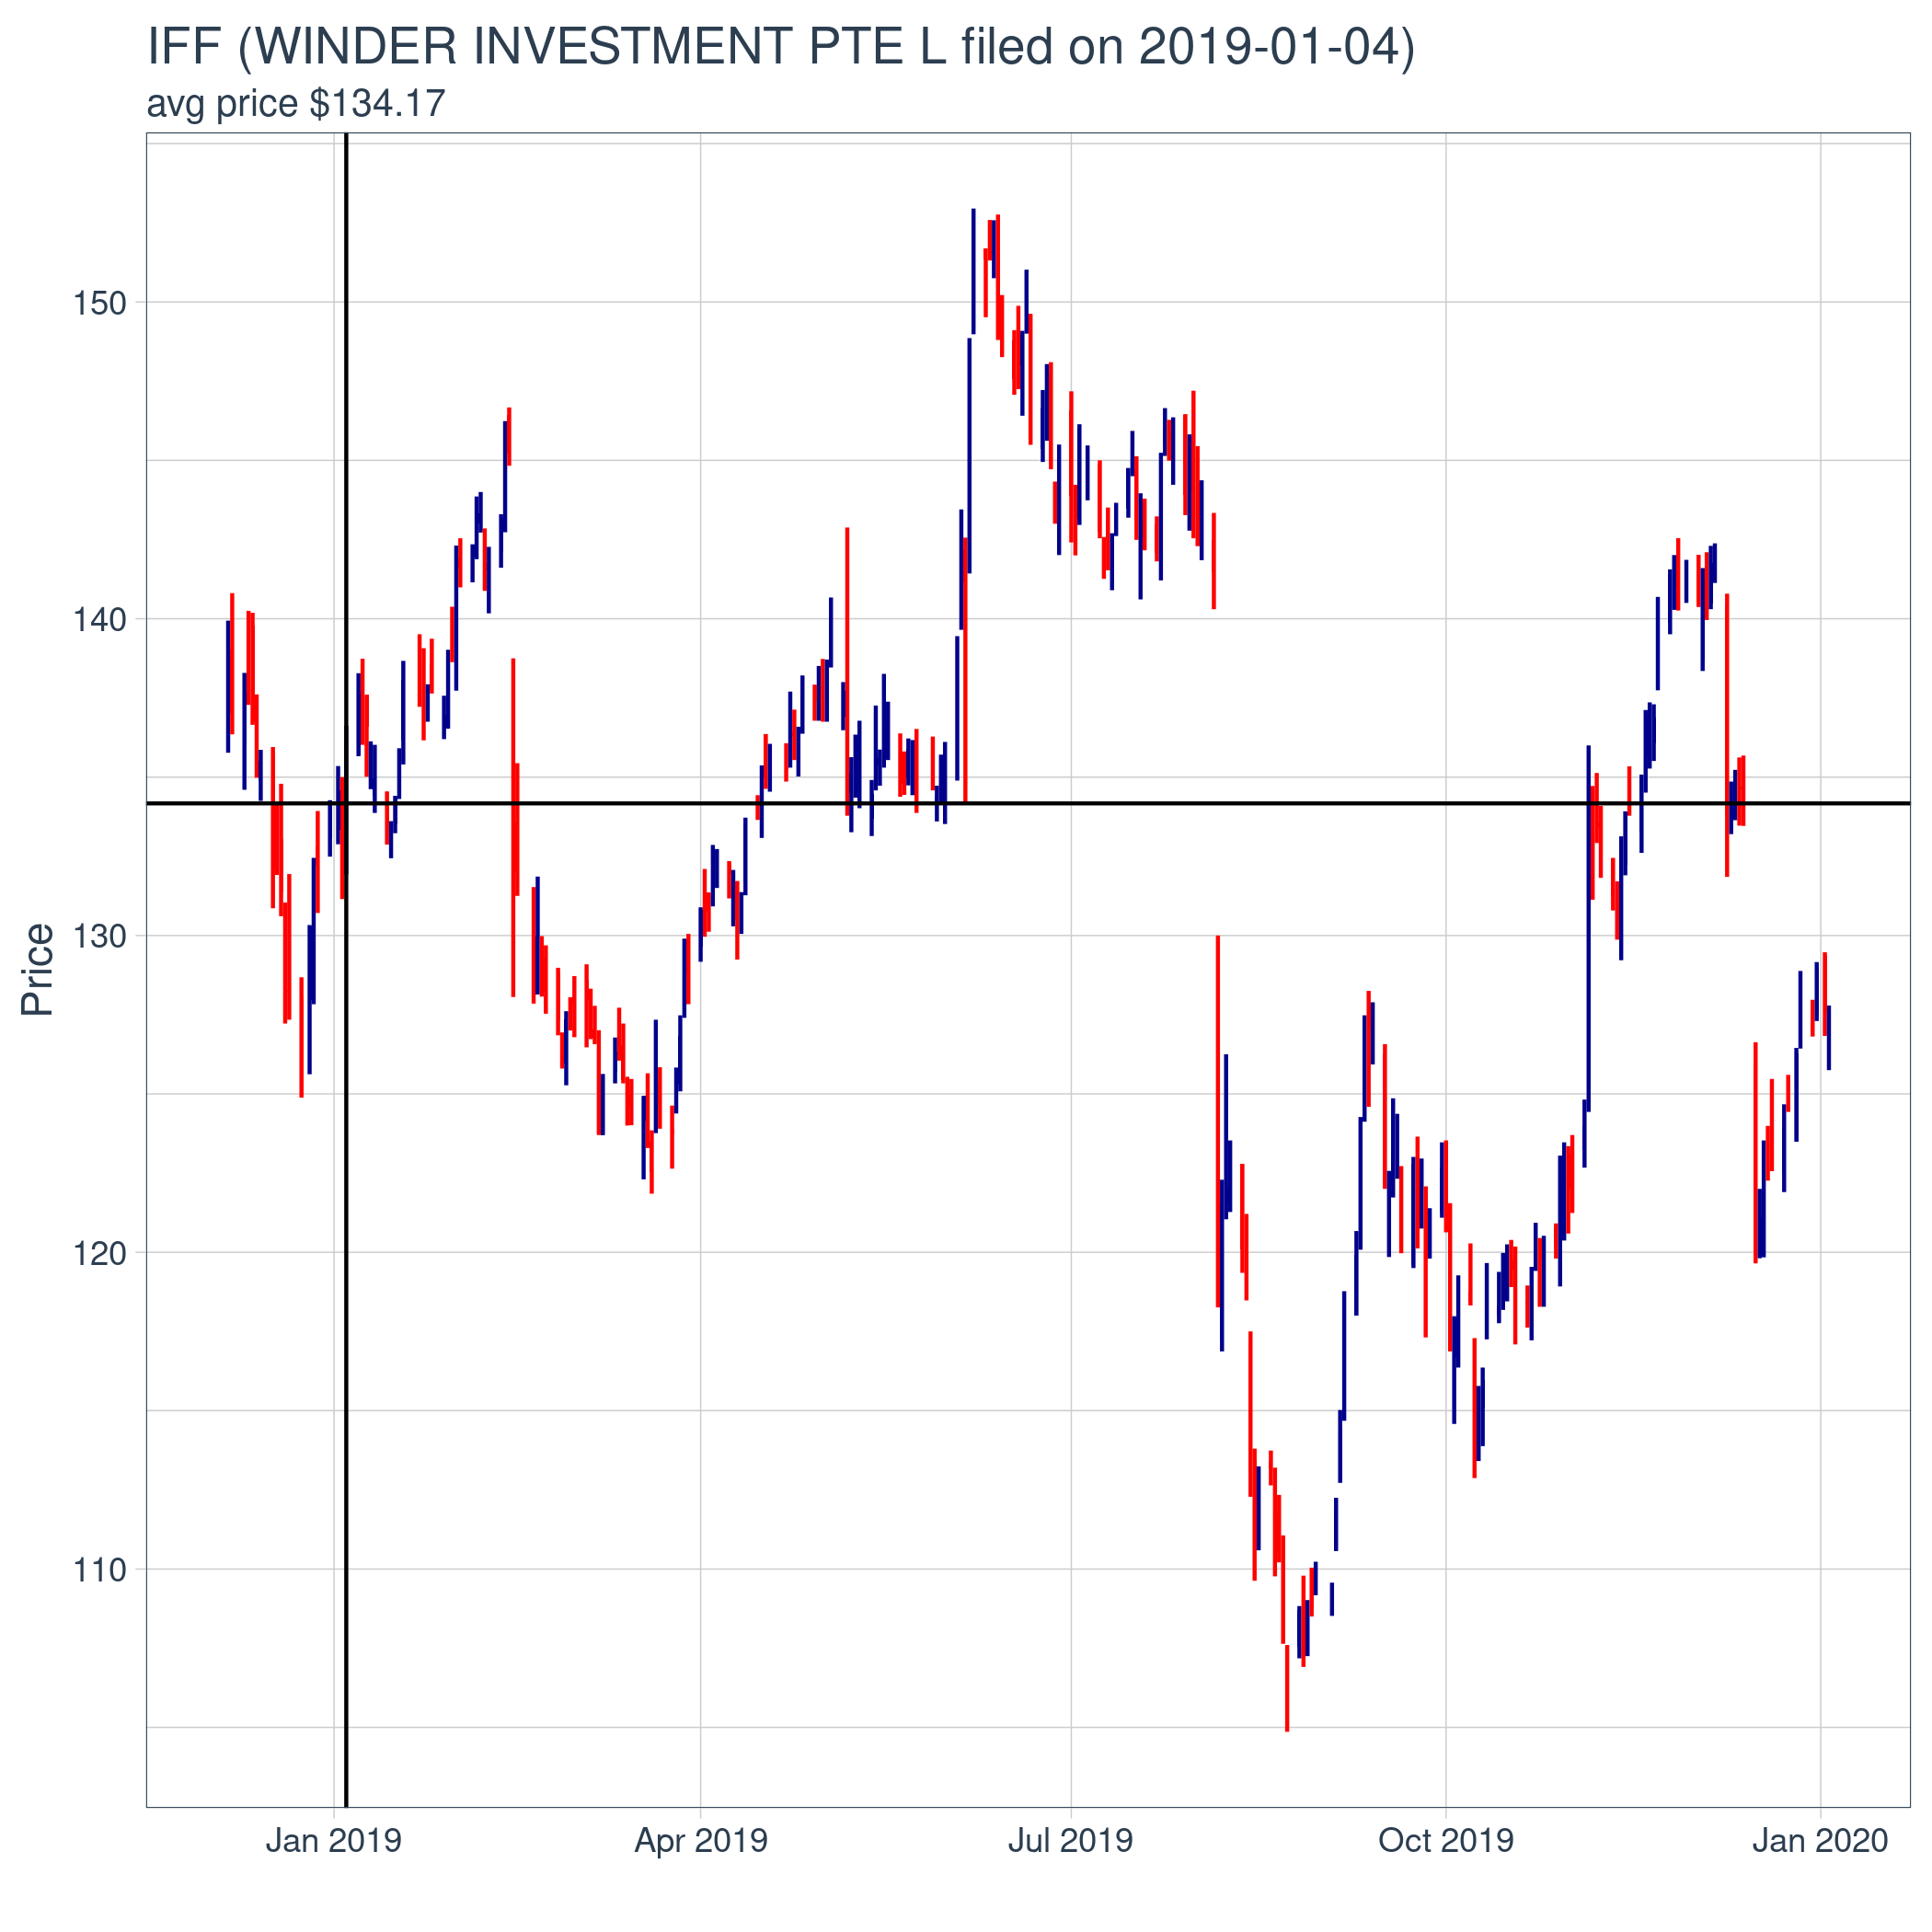 IFF (WINDER INVESTMENT PTE L filed on 2019-01-04)
avg price $134.17
150
140
130
120
110
Price
Jan 2019
Apr 2019
Jul 2019
Oct 2019
Jan 2020